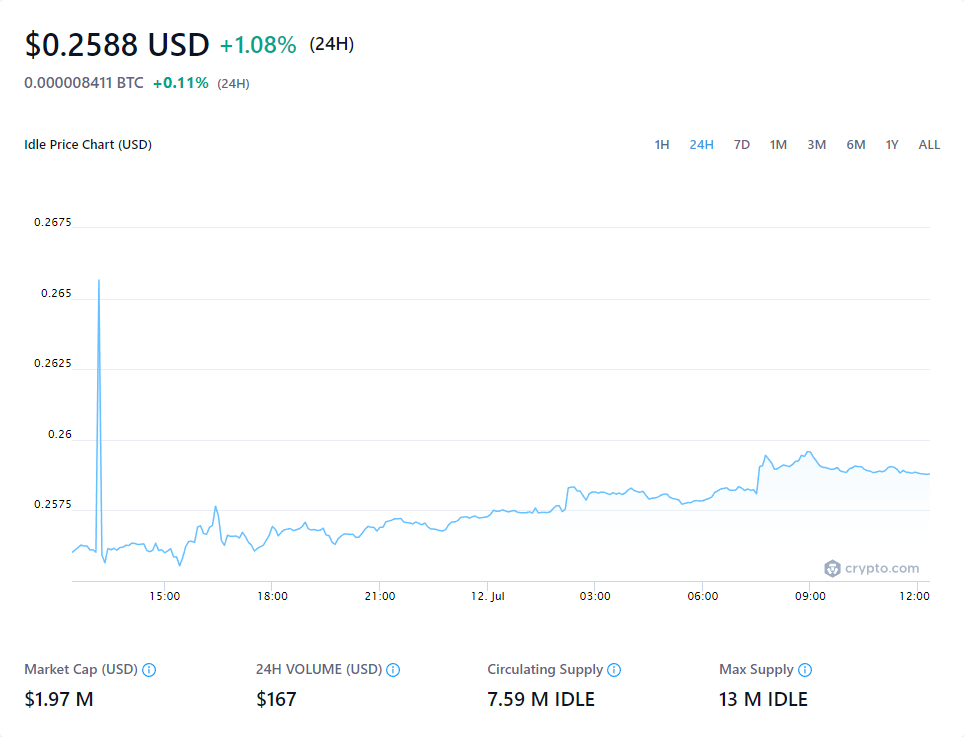 $0.2588 USD +1.08% (24H)
0.000008411 BTC +0.11% (24H)
Idle Price Chart (USD)
1H 24H 7D 1M 3M 6M 1Y ALL
0.2675
0.265
0.2625
0.26
0.2575
crypto.com
15:00 18:00 21:00 12. Jul 03:00 06:00 09:00 12:00
Market Cap (USD) 24H VOLUME (USD) Circulating Supply Max Supply
$1.97 M $167 7.59 M IDLE 13 M IDLE